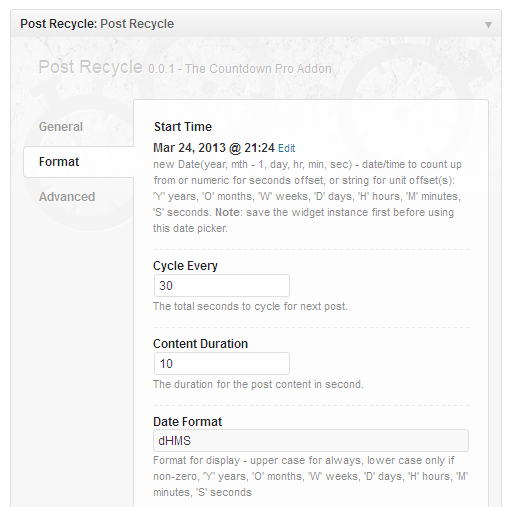 Post Recycle: Post Recycle
Post Recycle 0.0.1 - The Countdown Pro Addon
General
Format
Advanced
Start Time
Mar 24, 2013 @ 21:24 Edit
new Date(year, mth - 1, day, hr, min, sec) - date/time to count up
from or numeric for seconds offset, or string for unit offset(s):
'Y' years, 'O' months, 'W' weeks, 'D' days, 'H' hours, 'M' minutes,
'S' seconds. Note: save the widget instance first before using
this date picker.
Cycle Every
30
The total seconds to cycle for next post.
Content Duration
10
The duration for the post content in second.
Date Format
dHMS
Format for display - upper case for always, lower case only if
non-zero, 'Y' years, 'O' months, 'W' weeks, 'D' days, 'H' hours, 'M'
minutes, 'S' seconds